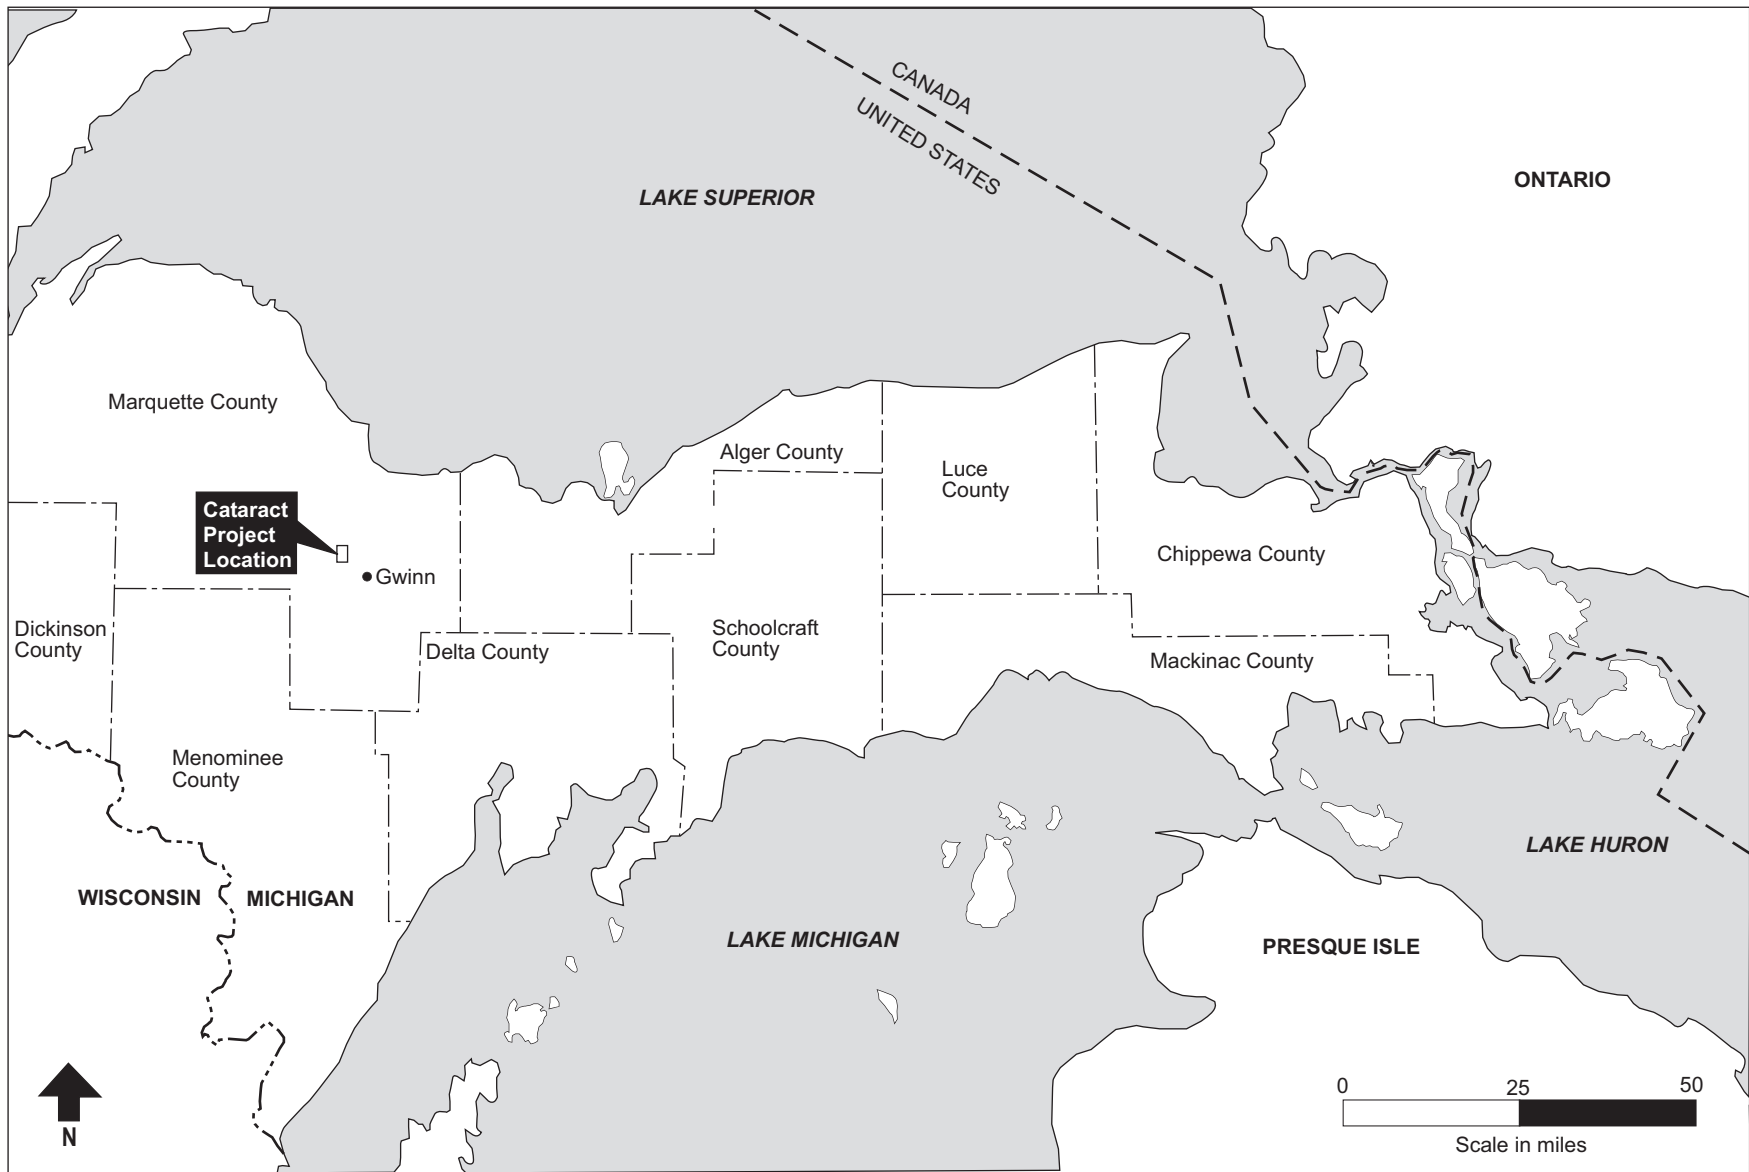 CANADA
UNITED STATES
ONTARIO
LAKE SUPERIOR
Marquette County
Alger County
Luce
County
Cataract
Project
Location
Gwinn
Chippewa County
Dickinson
County
Delta County
Schoolcraft
County
Mackinac County
Menominee
County
LAKE HURON
WISCONSIN
MICHIGAN
LAKE MICHIGAN
PRESQUE ISLE
0
25
50
Scale in miles
N